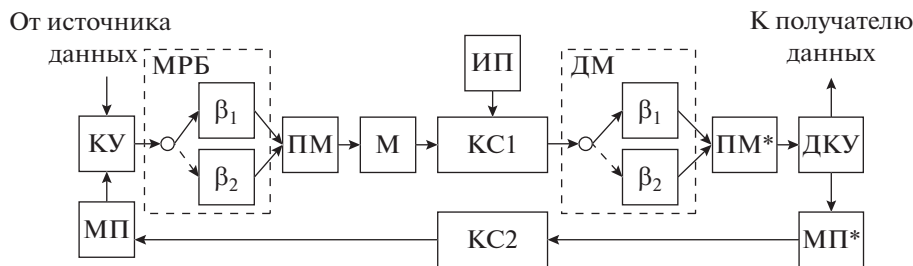 От источника
данных
К получателю
данных
МРБ
ИП
ДМ
β1
β1
КУ
ПМ
М
КС1
ПМ*
ДКУ
β2
β2
МП
КС2
МП*